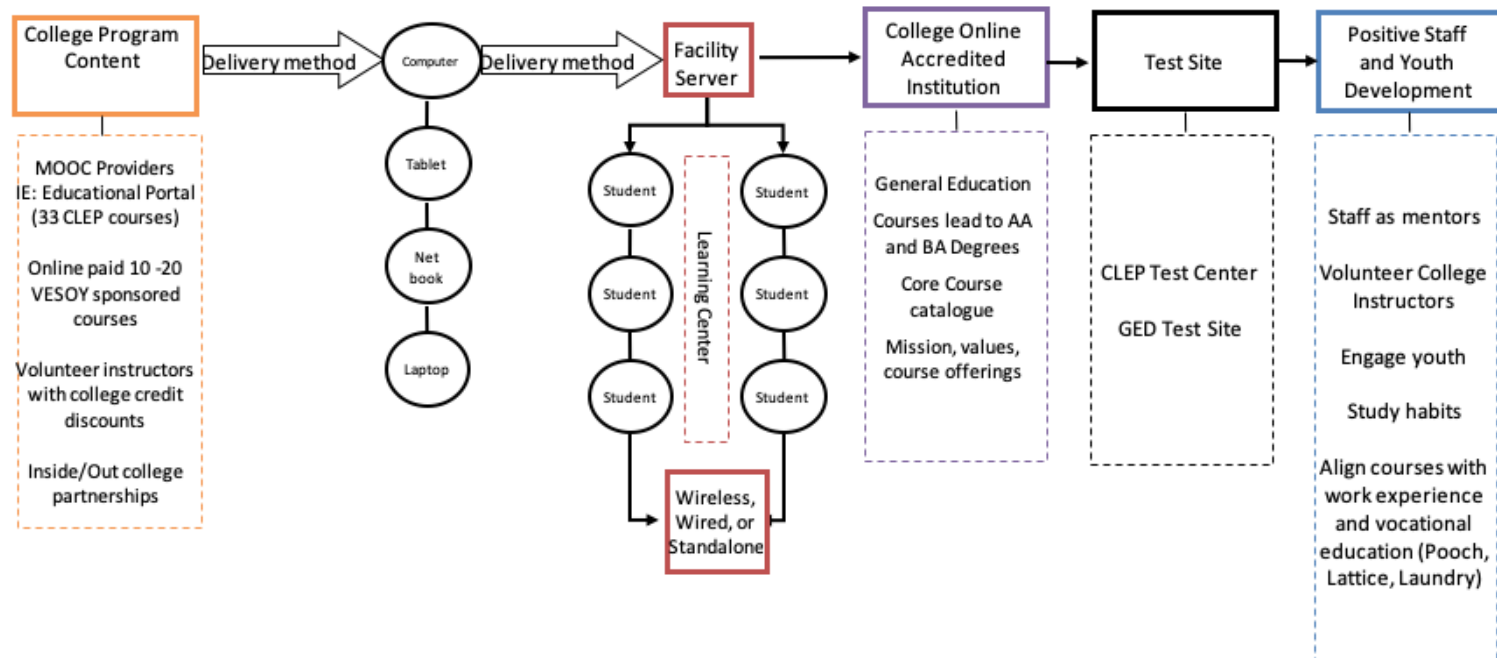 College Program
Content
Delivery method
Computer
Delivery method
Facility
Server
College Online
Accredited
Institution
Test Site
Positive Staff
and Youth
Development
MOOC Providers
IE: Educational Portal
(33 CLEP courses)
Online paid 10 -20
VESOY sponsored
courses
Volunteer instructors
with college credit
discounts
Inside/Out college
partnerships
Tablet
Net
book
Laptop
Student
Student
Student
Learning Center
Student
Student
Student
Wireless,
Wired, or
Standalone
General Education
Courses lead to AA
and BA Degrees
Core Course
catalogue
Mission, values,
course offerings
CLEP Test Center
GED Test Site
Staff as mentors
Volunteer College
Instructors
Engage youth
Study habits
Align courses with
work experience
and vocational
education (Pooch,
Lattice, Laundry)